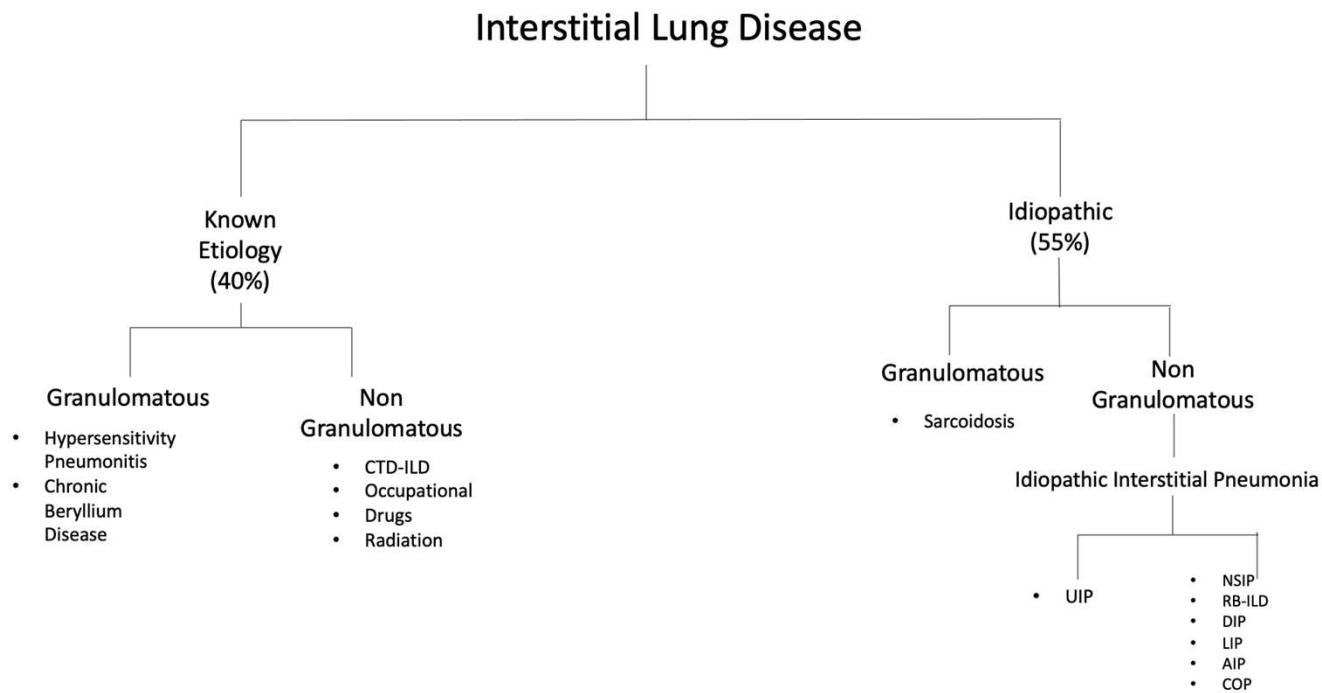 Interstitial Lung Disease
Known
Etiology
(40%)
Granulomatous
• Hypersensitivity
Pneumonitis
• Chronic
Beryllium
Disease
Non
Granulomatous
• CTD-ILD
• Occupational
• Drugs
• Radiation
Idiopathic
(55%)
Granulomatous
• Sarcoidosis
Non
Granulomatous
Idiopathic Interstitial Pneumonia
• UIP
• NSIP
• RB-ILD
• DIP
• LIP
• AIP
• COP